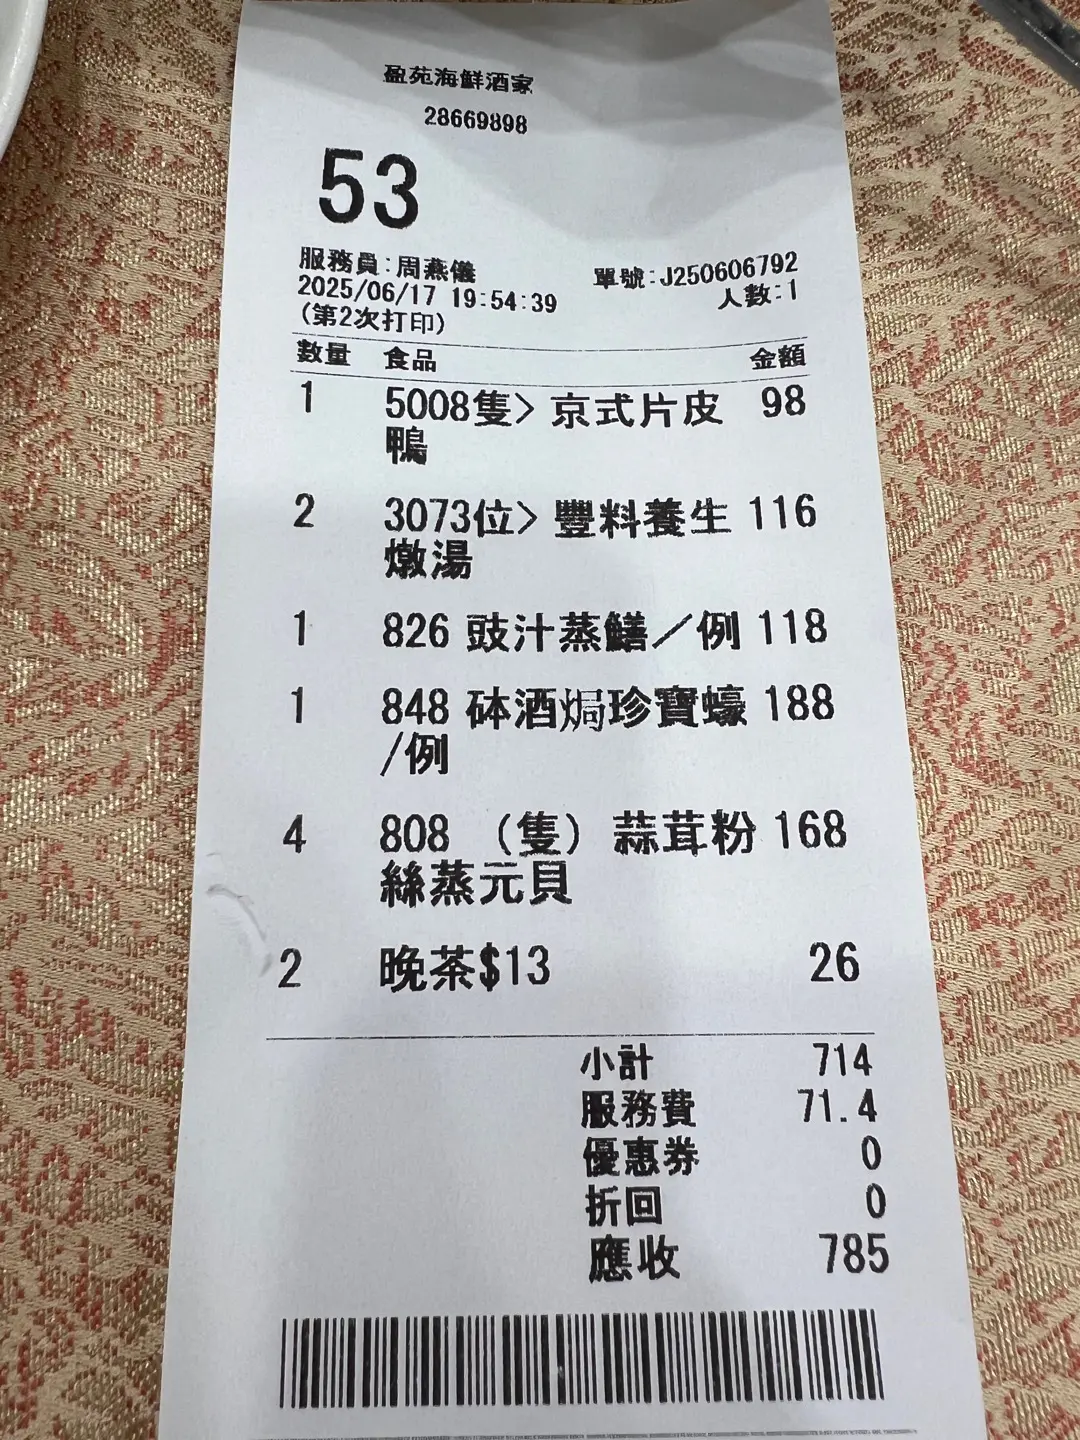 盈苑海鮮酒家
28669898
53
服務員:周燕儀 單號:J250606792
2025/06/17 19:54:39 人數:1
(第2次打印)
數量 食品 金額
1 5008隻> 京式片皮 98
鴨
2 3073位> 豐料養生 116
燉湯
1 826 豉汁蒸鱔／例 118
1 848 砵酒焗珍寶蠔 188
/例
4 808 （隻）蒜茸粉 168
絲蒸元貝
2 晚茶$13 26
小計 714
服務費 71.4
優惠券 0
折回 0
應收 785